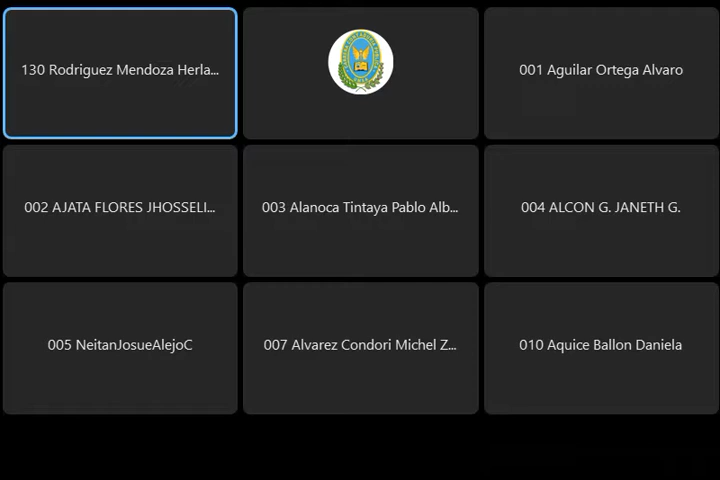 130 Rodriguez Mendoza Herla...
001 Aguilar Ortega Alvaro
002 AJATA FLORES JHOSSELI...
003 Alanoca Tintaya Pablo Alb...
004 ALCON G. JANETH G.
005 NeitanJosueAlejoC
007 Alvarez Condori Michel Z...
010 Aquice Ballon Daniela